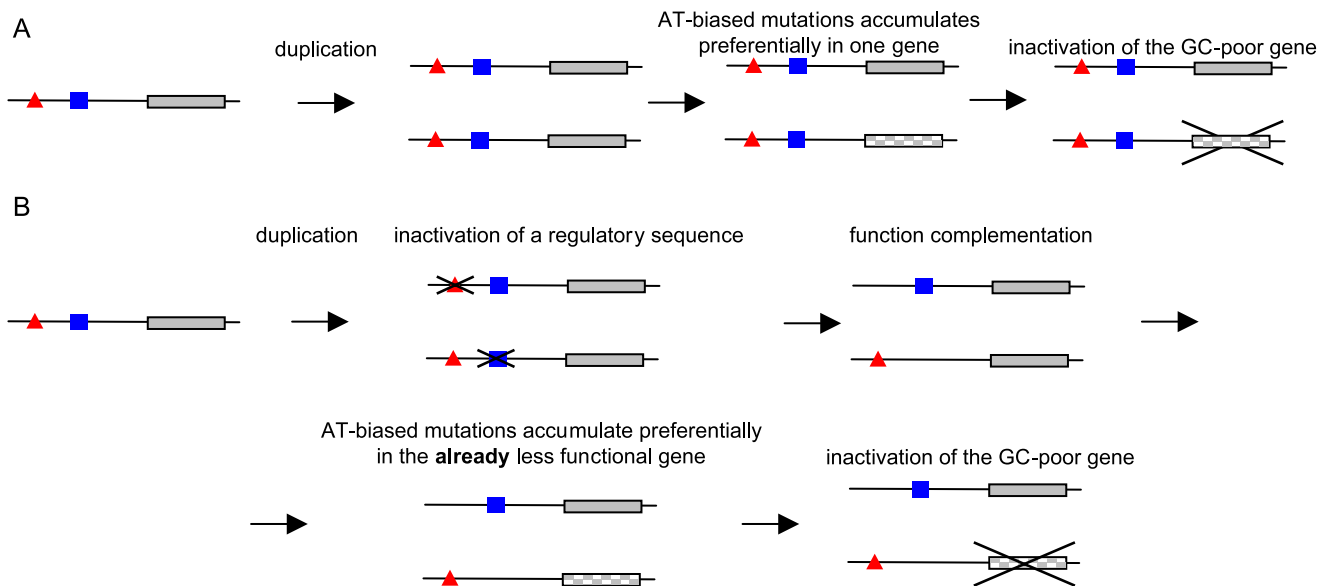 A
duplication
AT-biased mutations accumulates
preferentially in one gene
inactivation of the GC-poor gene
B
duplication
inactivation of a regulatory sequence
function complementation
AT-biased mutations accumulate preferentially
in the already less functional gene
inactivation of the GC-poor gene